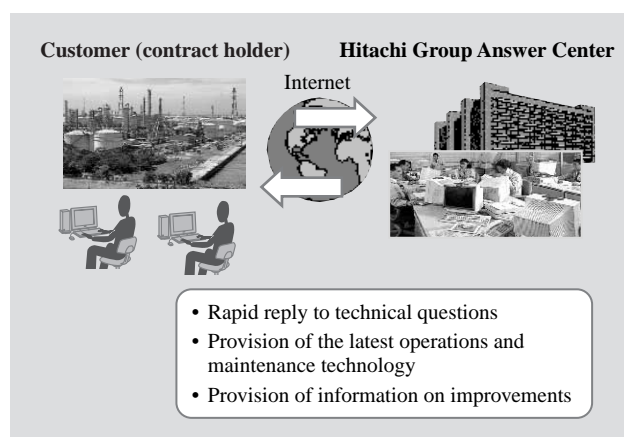 Customer (contract holder)
Hitachi Group Answer Center
Internet
• Rapid reply to technical questions
• Provision of the latest operations and
maintenance technology
• Provision of information on improvements